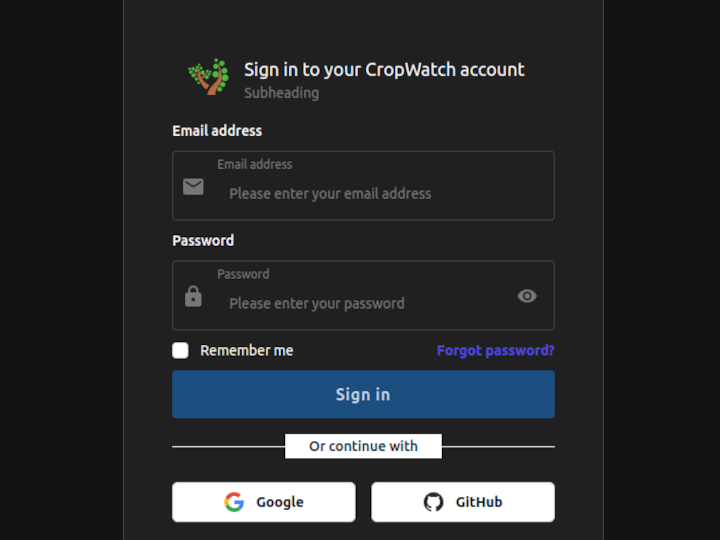 Sign in to your CropWatch account
Subheading
Email address
Email address
Please enter your email address
Password
Password
Please enter your password
Remember me
Forgot password?
Sign in
Or continue with
Google
GitHub